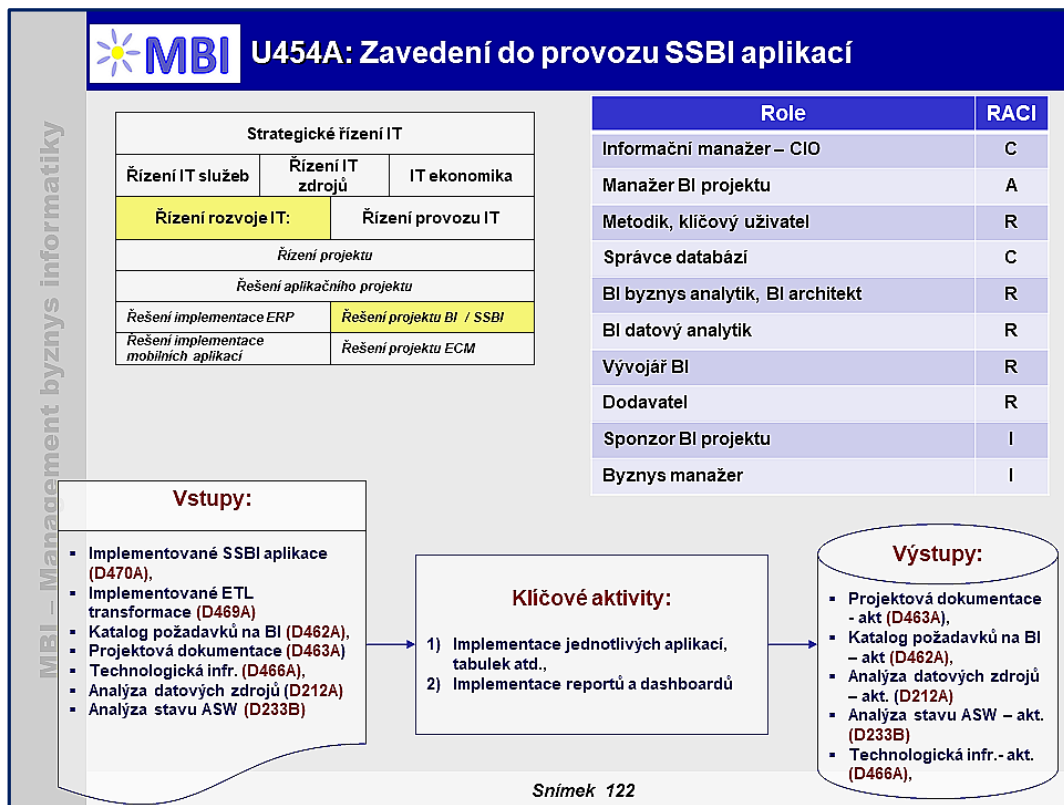 MBI
U454A: Zavedení do provozu SSBI aplikací
MBI – Management byznys informatiky
Strategické řízení IT
Řízení IT služeb
Řízení IT
zdrojů
IT ekonomika
Řízení rozvoje IT:
Řízení provozu IT
Řízení projektu
Řešení aplikačního projektu
Řešení implementace ERP
Řešení projektu BI / SSBI
Řešení implementace
mobilních aplikací
Řešení projektu ECM
Role RACI
Informační manažer – CIO C
Manažer BI projektu A
Metodik, klíčový uživatel R
Správce databází C
BI byznys analytik, BI architekt R
BI datový analytik R
Vývojář BI R
Dodavatel R
Sponzor BI projektu I
Byznys manažer I
Vstupy:
▪ Implementované SSBI aplikace
(D470A),
▪ Implementované ETL
transformace (D469A)
▪ Katalog požadavků na BI (D462A),
▪ Projektová dokumentace (D463A)
▪ Technologická infr. (D466A),
▪ Analýza datových zdrojů (D212A)
▪ Analýza stavu ASW (D233B)
Klíčové aktivity:
1) Implementace jednotlivých aplikací,
tabulek atd.,
2) Implementace reportů a dashboardů
Výstupy:
▪ Projektová dokumentace
- akt (D463A),
▪ Katalog požadavků na BI
– akt (D462A),
▪ Analýza datových zdrojů
– akt. (D212A)
▪ Analýza stavu ASW – akt.
(D233B)
▪ Technologická infr.- akt.
(D466A),
Snímek 122